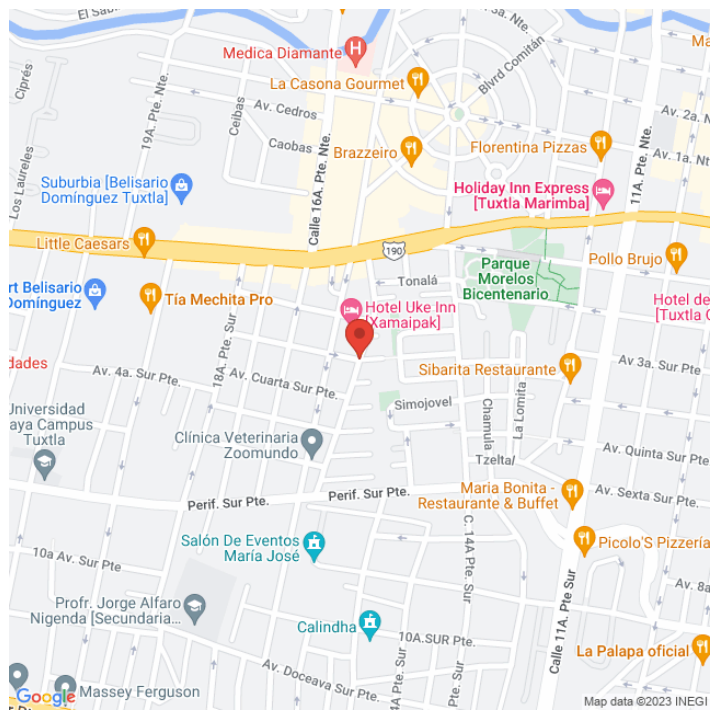 El Sab
3a. Nte.
Ma
Medica Diamante
H
Blvrd Comitán
La Casona Gourmet
Ciprés
Av. Cedros
Ceibas
19A. Pte. Nte.
Caobas
Calle 16A. Pte. Nte.
Brazzeiro
Florentina Pizzas
Av. 2a. N
Av. 1a. Nt
11A. Pte. Nte.
Los Laureles
Suburbia [Belisario
Domínguez Tuxtla]
Holiday Inn Express
[Tuxtla Marimba]
Little Caesars
190
Pollo Brujo
Parque
Morelos
Bicentenario
Tonalá
rt Belisario
Domínguez
Tía Mechita Pro
Hotel Uke Inn
[Xamaipak]
Hotel de
[Tuxtla G
18A. Pte. Sur
dades
Av. 4a. Sur Pte.
Av. Cuarta Sur Pte.
Sibarita Restaurante
Av. 3a. Sur
La Lomita
Simojovel
Chamula
Universidad
aya Campus
Tuxtla
Clínica Veterinaria
Zoomundo
Tzeltal
Av. Quinta Sur
Perif. Sur Pte.
Perif. Sur Pte.
Maria Bonita -
Restaurante & Buffet
Av. Sexta Sur
C. 14A Pte. Sur
Salón De Eventos
María José
10a Av. Sur Pte.
Picolo'S Pizzería
Av. 8a
Calle 11A. Pte Sur
Profr. Jorge Alfaro
Nigenda [Secundaria...
Calindha
10A.SUR Pte.
La Palapa oficial
Av. Doceava Sur Pte.
4A Pte. Sur
Google
Massey Ferguson
Map data ©2023 INEGI